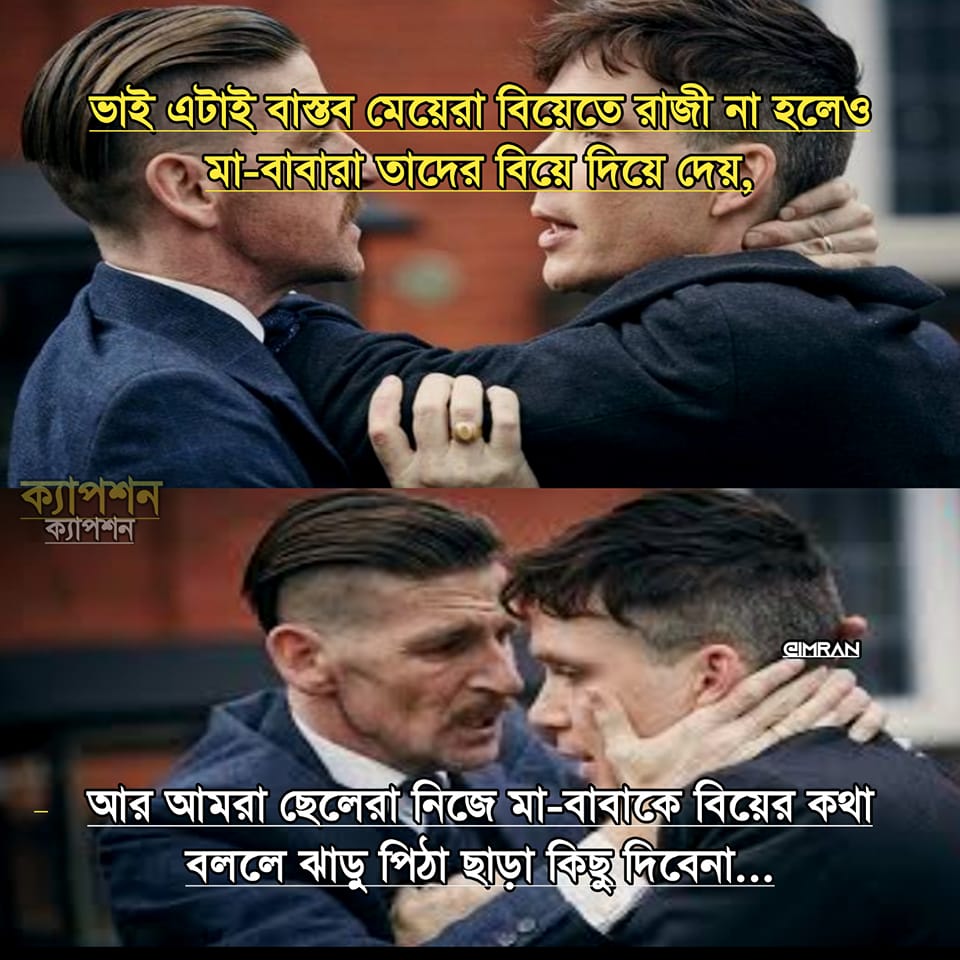 ভাই এটাই বাস্তব মেয়েরা বিয়েতে রাজী না হলেও
মা-বাবারা তাদের বিয়ে দিয়ে দেয়,
ক্যাপশন
ক্যাপশন
@IMRAN
আর আমরা ছেলেরা নিজে মা-বাবাকে বিয়ের কথা
বললে ঝাড়ু পিঠা ছাড়া কিছু দিবেনা...